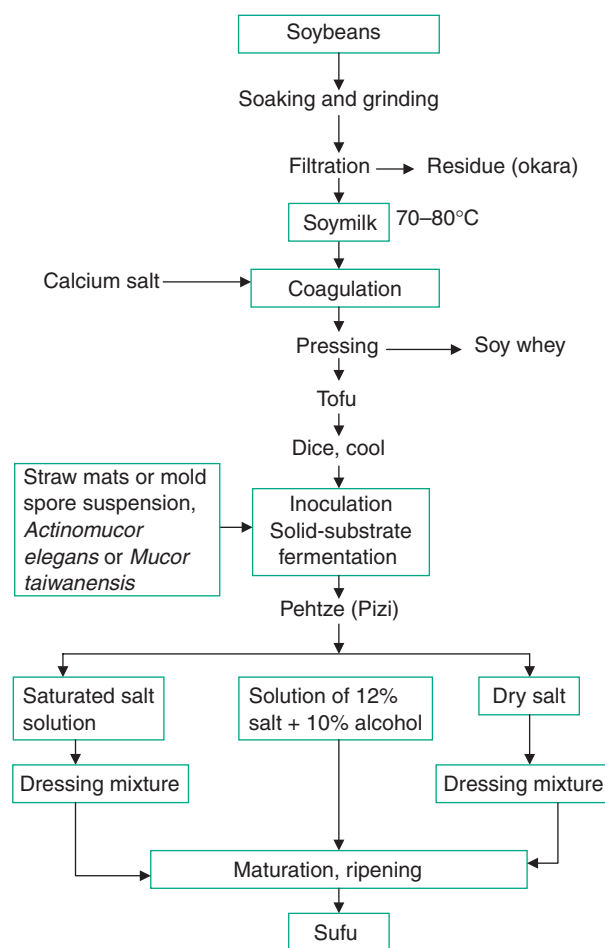 Soybeans
Soaking and grinding
Filtration
Residue (okara)
Soymilk
70–80°C
Calcium salt
Coagulation
Pressing
Soy whey
Tofu
Dice, cool
Straw mats or mold
spore suspension,
Actinomucor
elegans or Mucor
taiwanensis
Inoculation
Solid-substrate
fermentation
Pehtze (Pizi)
Saturated salt
solution
Solution of 12%
salt + 10% alcohol
Dry salt
Dressing mixture
Dressing mixture
Maturation, ripening
Sufu